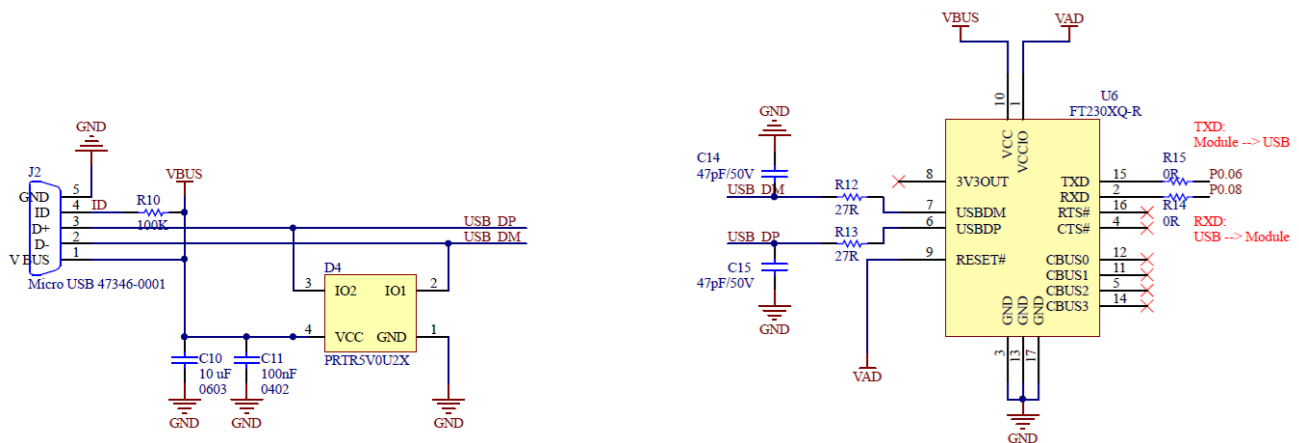 GND
J2
GND
ID
D+
D-
V BUS
5
4
3
2
1
ID
R10
100K
VBUS
USB_DP
USB_DM
Micro USB 47346-0001
D4
3
IO2
IO1
2
4
VCC
GND
1
PRTR5V0U2X
C10
10 uF
0603
C11
100nF
0402
GND
GND
GND
VBUS
VAD
GND
C14
47pF/50V
USB_DM
R12
27R
USB_DP
R13
27R
C15
47pF/50V
GND
VAD
U6
FT230XQ-R
10
1
VCC
VCCIO
8
3V3OUT
7
USBDM
6
USBDP
9
RESET#
TXD
15
RXD
2
RTS#
16
CTS#
4
CBUS0
12
CBUS1
11
CBUS2
5
CBUS3
14
GND
GND
GND
3
13
17
GND
TXD:
Module --> USB
R15
0R
P0.06
P0.08
R14
0R
RXD:
USB --> Module